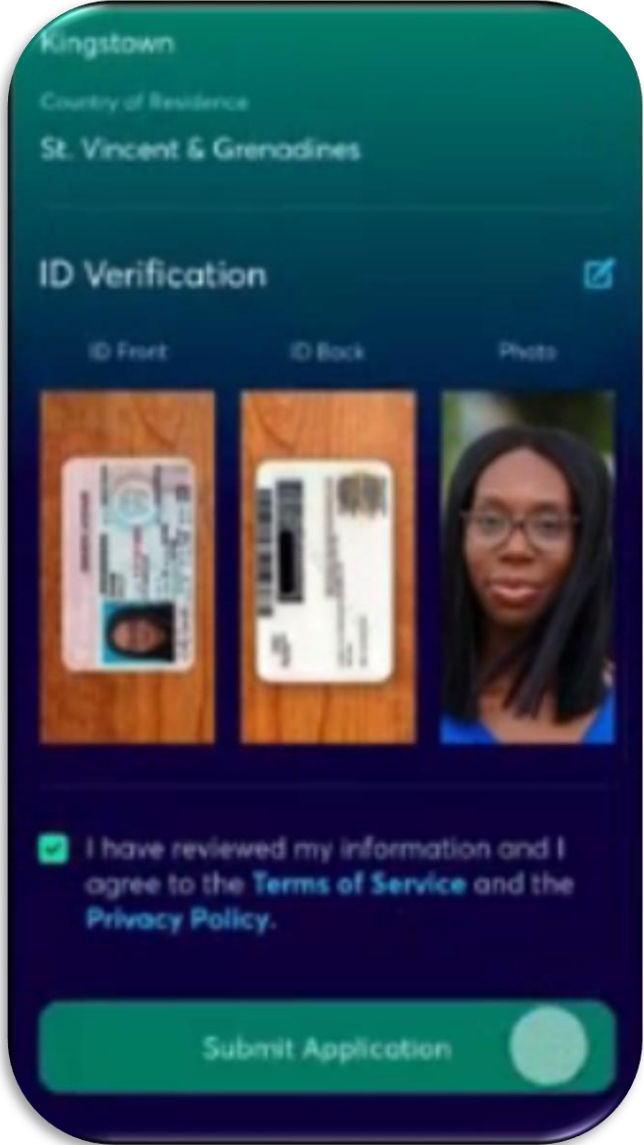 Kingstown
Country of Residence
St. Vincent & Grenadines
ID Verification
ID Front
ID Back
Photo
I have reviewed my information and I
agree to the Terms of Service and the
Privacy Policy.
Submit Application